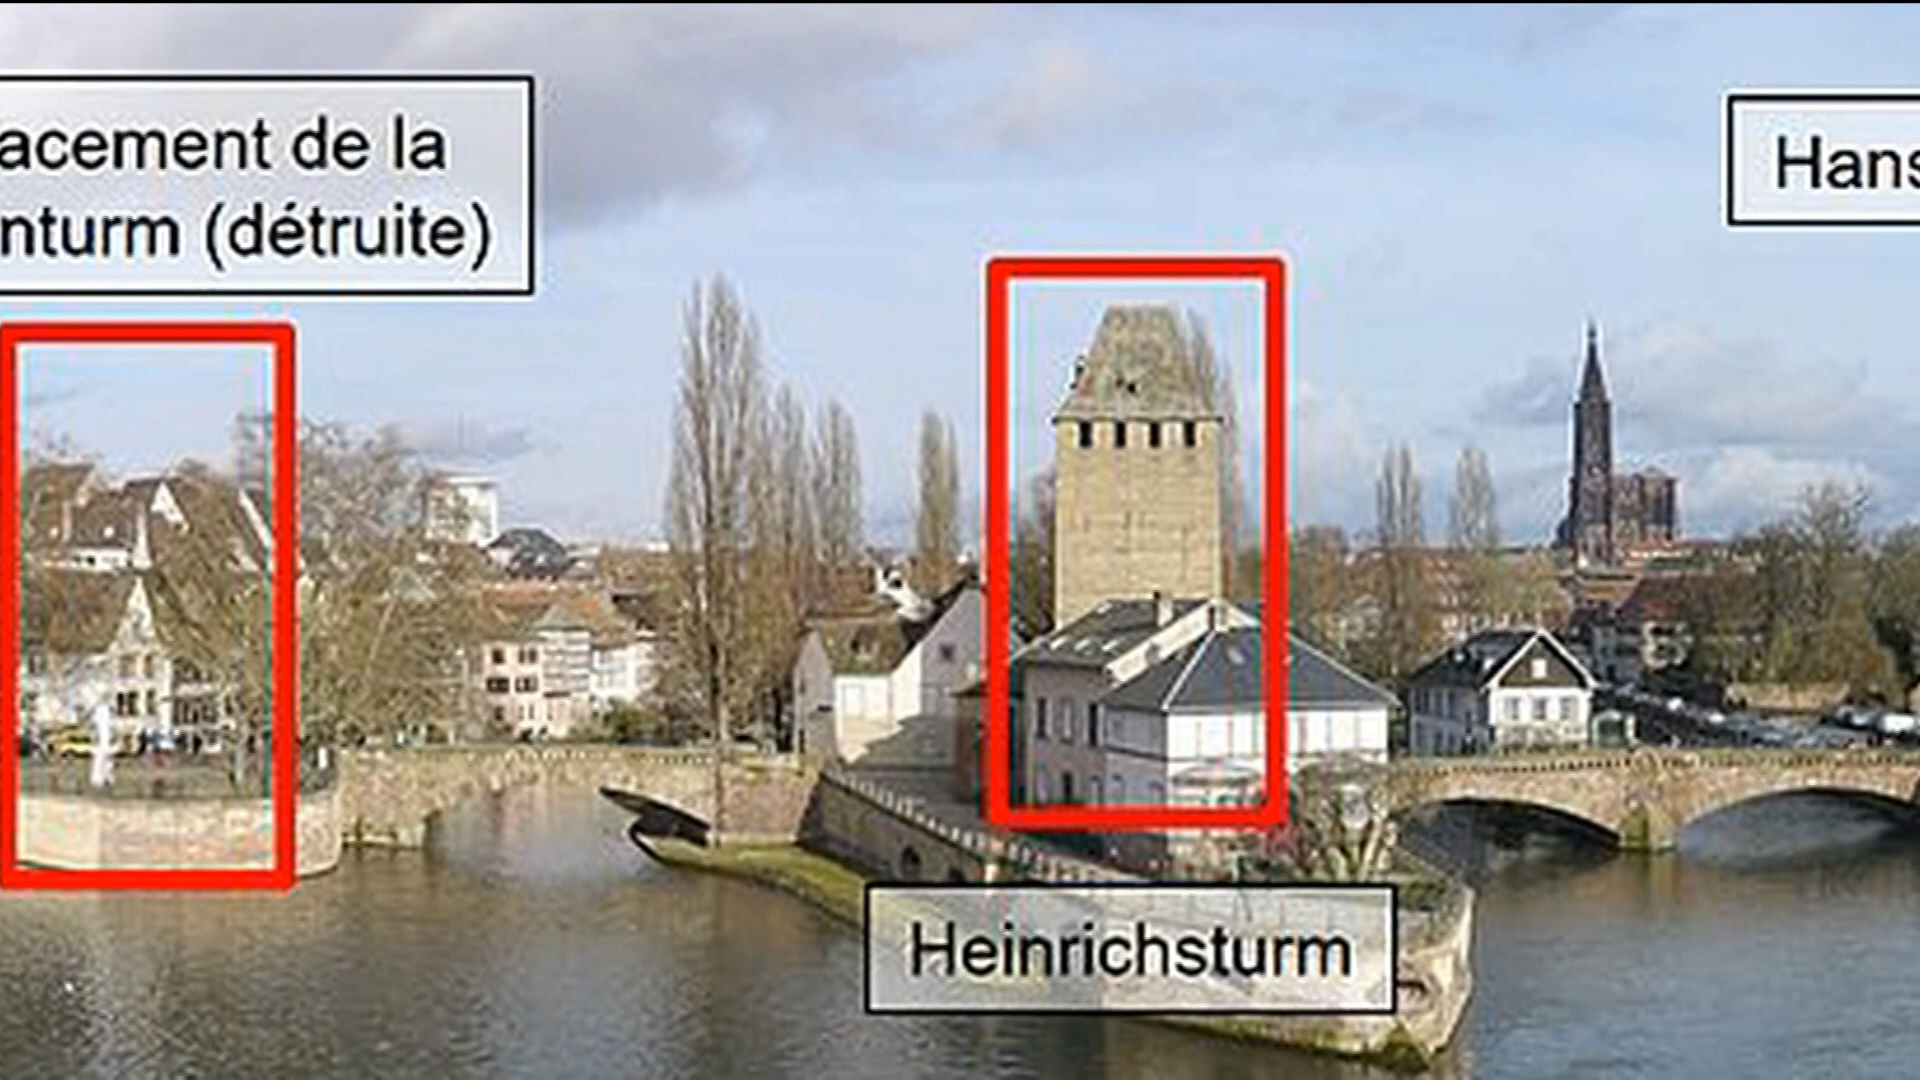 acement de la
nturm (détruite)
Hans
Heinrichsturm